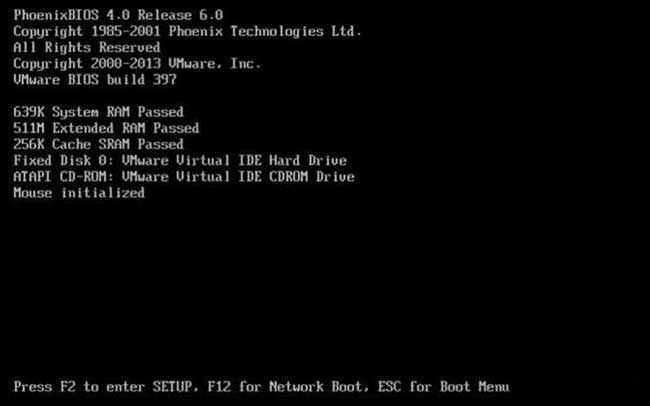 PhoenixBIOS 4.0 Release 6.0
Copyright 1985-2001 Phoenix Technologies Ltd.
All Rights Reserved
Copyright 2000-2013 VMware, Inc.
VMware BIOS build 397
639K System RAM Passed
511M Extended RAM Passed
256K Cache SRAM Passed
Fixed Disk 0: VMware Virtual IDE Hard Drive
ATAPI CD-ROM: VMware Virtual IDE CDROM Drive
Mouse initialized
Press F2 to enter SETUP, F12 for Network Boot, ESC for Boot Menu